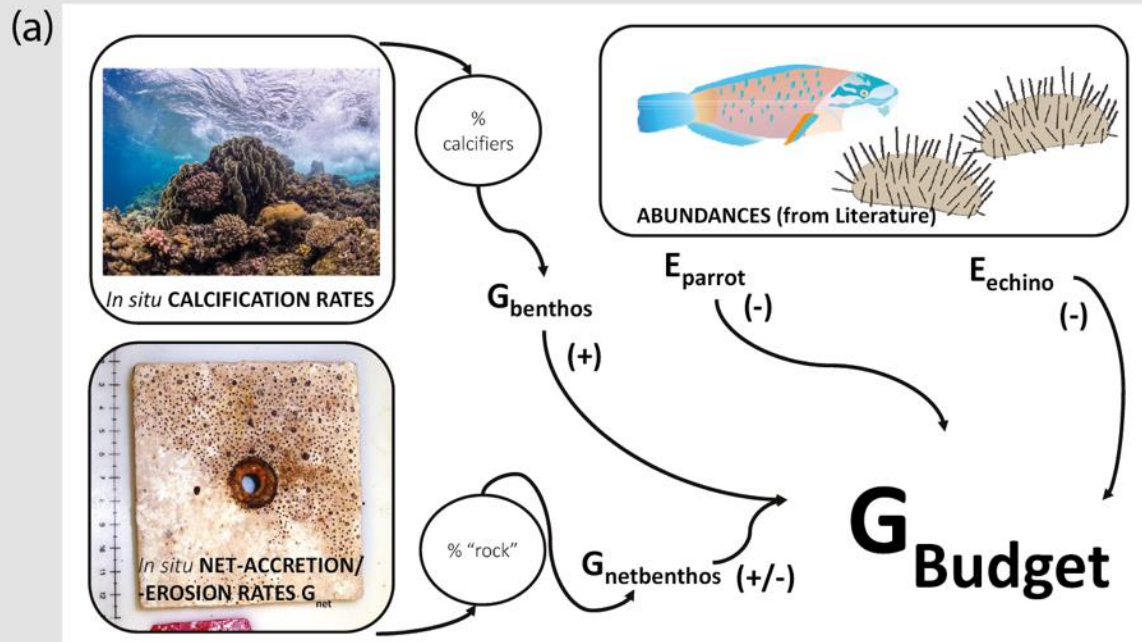 (a)
%
calcifiers
In situ CALCIFICATION RATES
ABUNDANCES (from Literature)
E parrot
(-)
E echino
(-)
G benthos
(+)
In situ NET-ACCRETION/
-EROSION RATES G net
% "rock"
G netbenthos (+/-)
G Budget